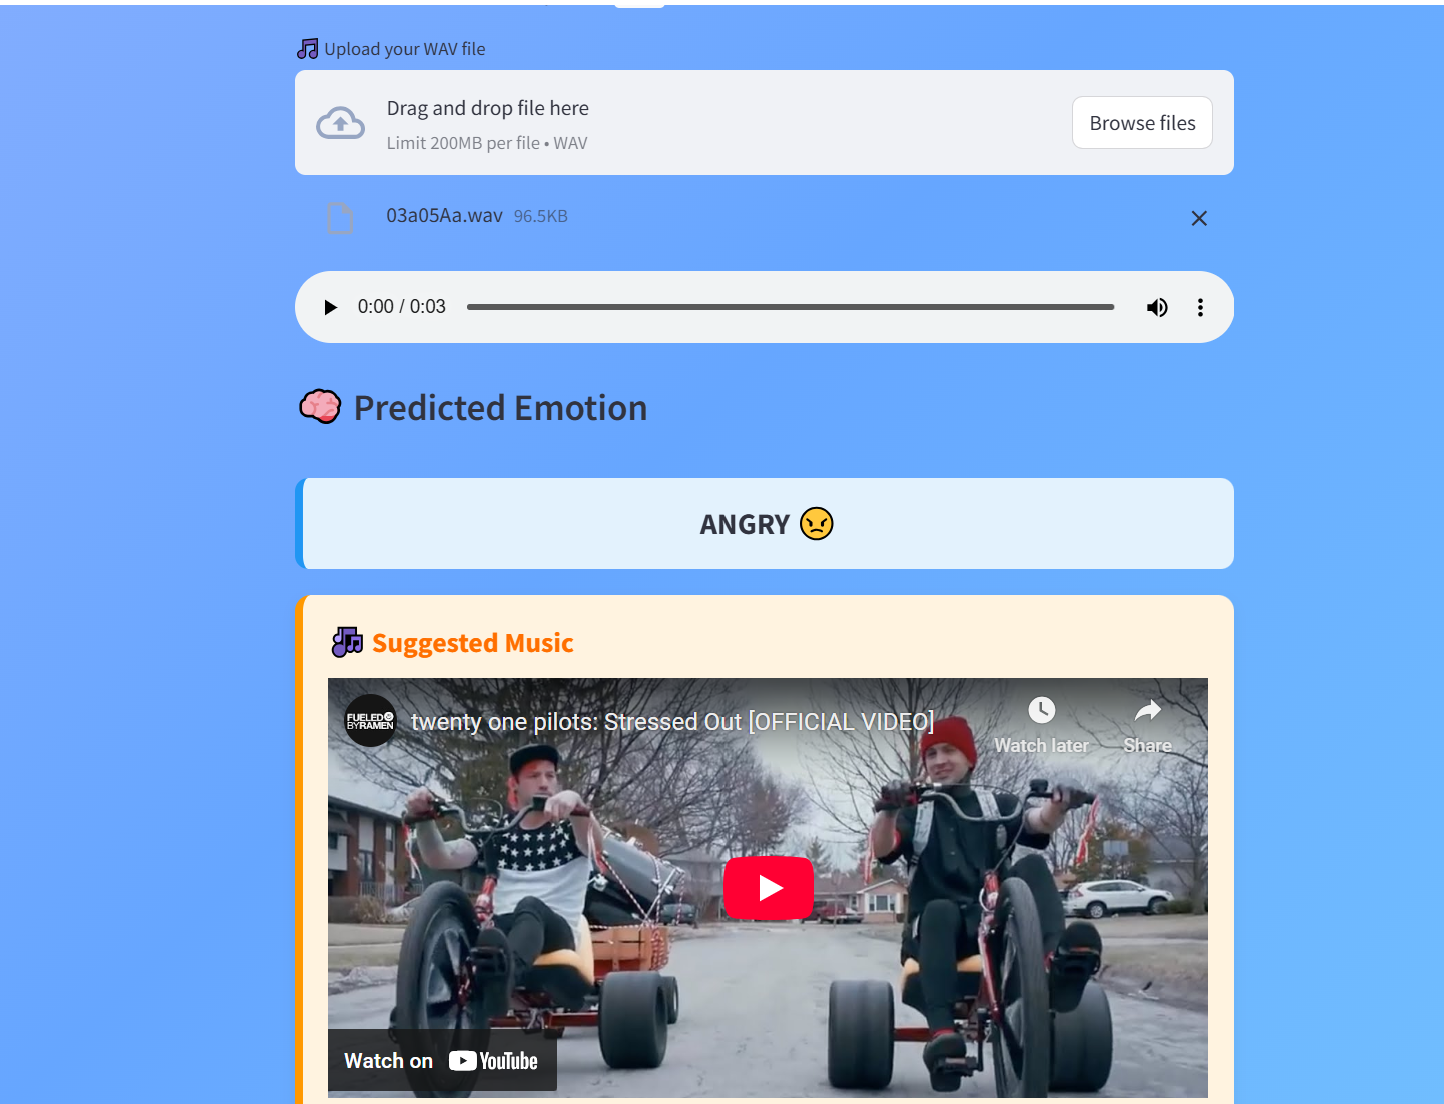 Upload your WAV file
Drag and drop file here
Limit 200MB per file • WAV
Browse files
03a05Aa.wav 96.5KB
0:00 / 0:03
Predicted Emotion
ANGRY
Suggested Music
FUELED
BY RAMEN
twenty one pilots: Stressed Out [OFFICIAL VIDEO]
Watch later
Share
Watch on YouTube